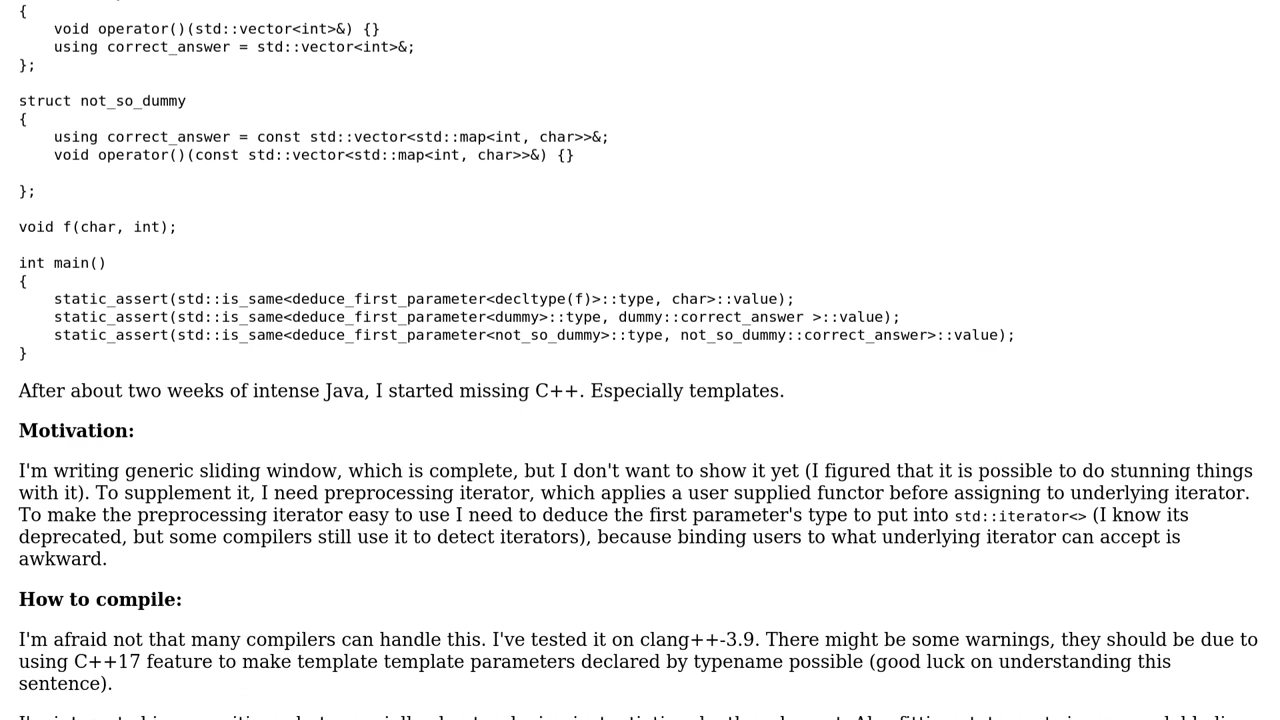 {
    void operator()(std::vector<int>&) {}
    using correct_answer = std::vector<int>&;
};

struct not_so_dummy
{
    using correct_answer = const std::vector<std::map<int, char>>&;
    void operator()(const std::vector<std::map<int, char>>&) {}

};

void f(char, int);

int main()
{
    static_assert(std::is_same<deduce_first_parameter<decltype(f)>::type, char>::value);
    static_assert(std::is_same<deduce_first_parameter<dummy>::type, dummy::correct_answer >::value);
    static_assert(std::is_same<deduce_first_parameter<not_so_dummy>::type, not_so_dummy::correct_answer>::value);
}
After about two weeks of intense Java, I started missing C++. Especially templates.
Motivation:
I'm writing generic sliding window, which is complete, but I don't want to show it yet (I figured that it is possible to do stunning things
with it). To supplement it, I need preprocessing iterator, which applies a user supplied functor before assigning to underlying iterator.
To make the preprocessing iterator easy to use I need to deduce the first parameter's type to put into std::iterator<> (I know its
deprecated, but some compilers still use it to detect iterators), because binding users to what underlying iterator can accept is
awkward.
How to compile:
I'm afraid not that many compilers can handle this. I've tested it on clang++-3.9. There might be some warnings, they should be due to
using C++17 feature to make template template parameters declared by typename possible (good luck on understanding this
sentence).